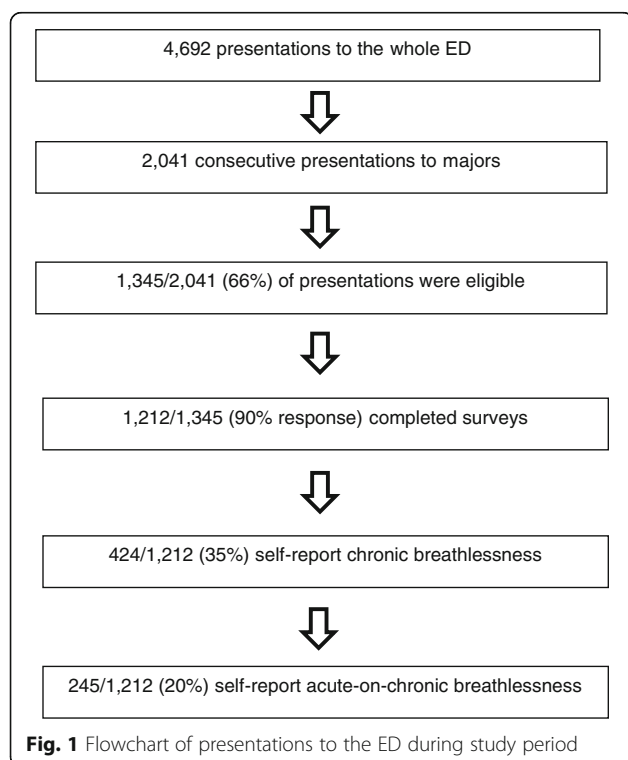 4,692 presentations to the whole ED
2,041 consecutive presentations to majors
1,345/2,041 (66%) of presentations were eligible
1,212/1,345 (90% response) completed surveys
424/1,212 (35%) self-report chronic breathlessness
245/1,212 (20%) self-report acute-on-chronic breathlessness
Fig. 1 Flowchart of presentations to the ED during study period